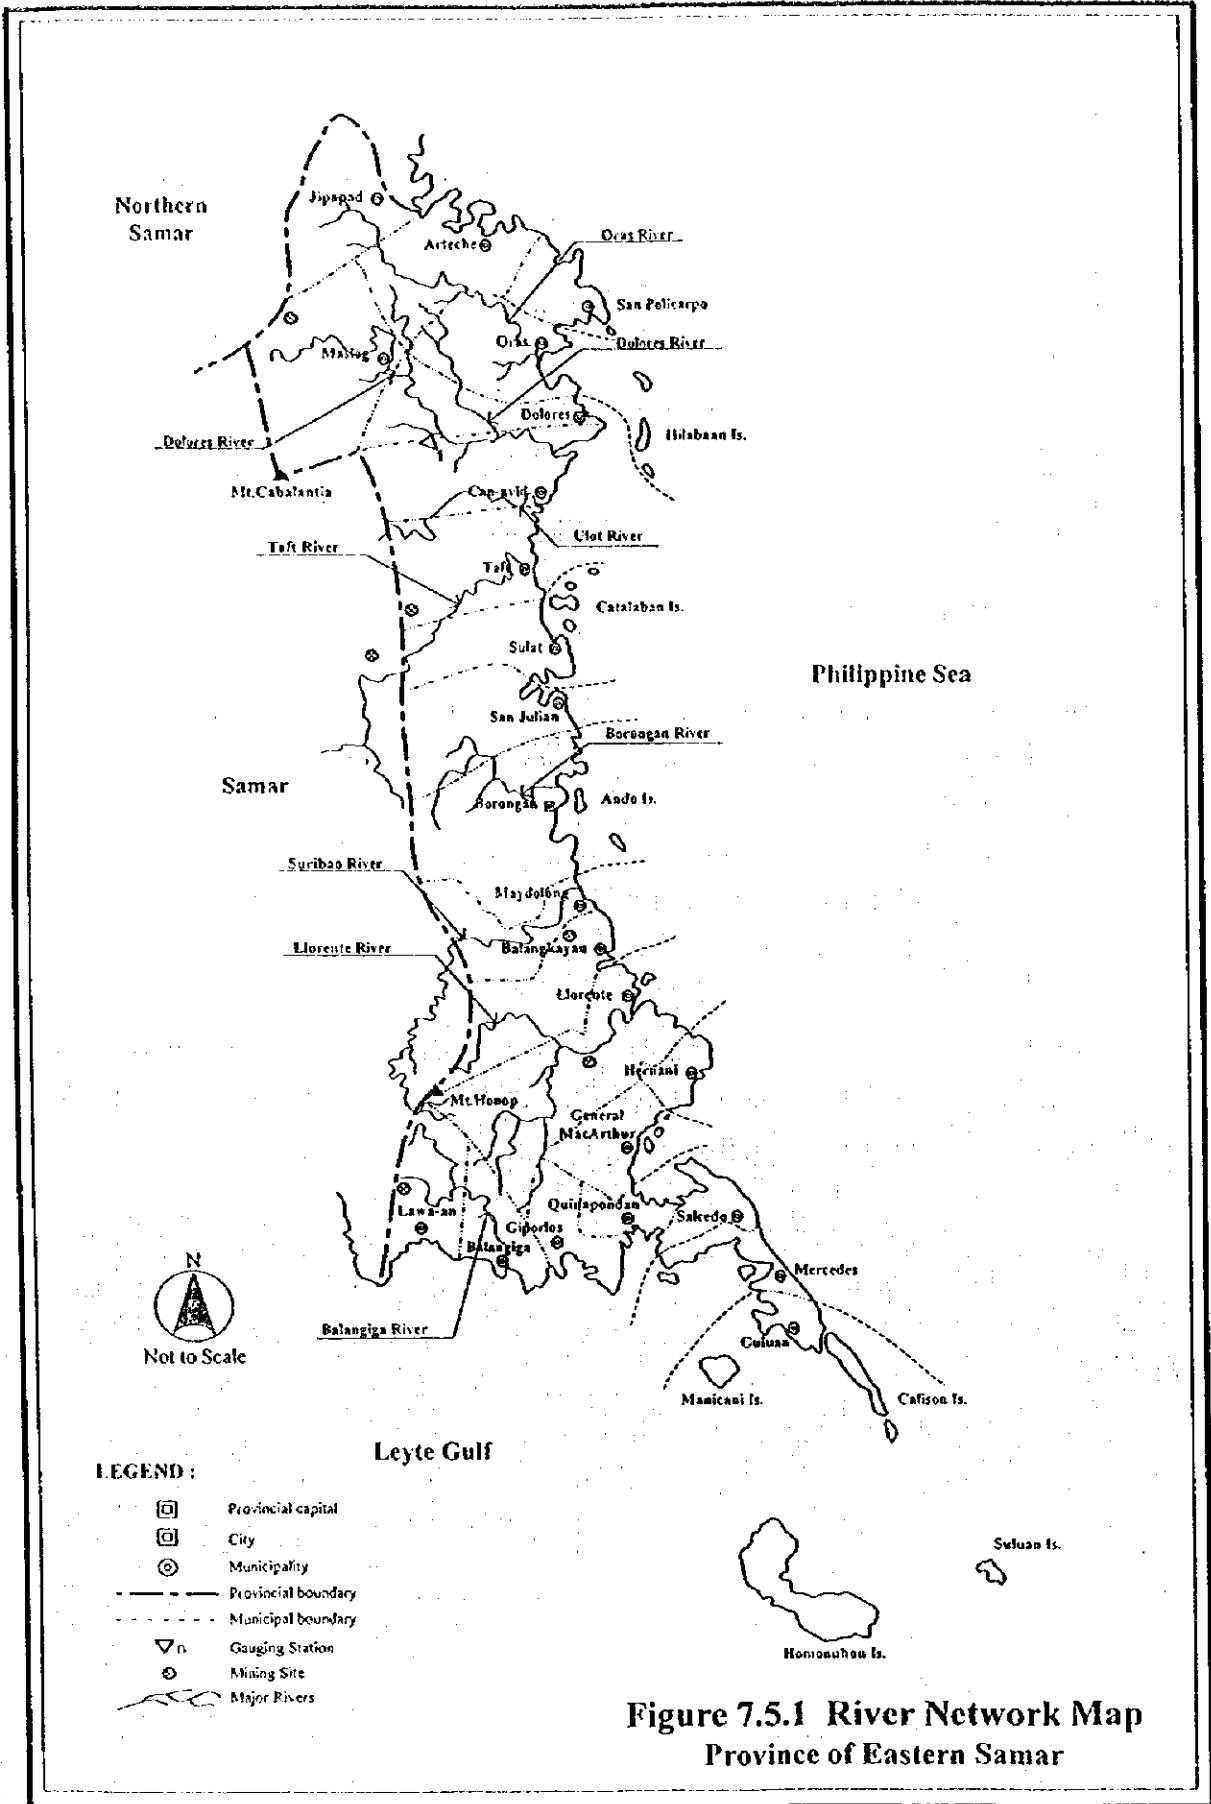 Northern
Samar
Jipapad
Arteche
Oras River
San Policarpo
Oras
Dolores River
Maslog
Dolores
Dolores River
Hilabaan Is.
Mt.Cabalantia
Can-avid
Ulot River
Taft River
Taft
Catalaban Is.
Sulat
Philippine Sea
San Julian
Borongan River
Samar
Borongan
Ando Is.
Suribao River
Maydolong
Llorente River
Balangkayan
Llorente
Hernani
Mt.Honop
General
MacArthur
Lawa-an
Quinapondan
Salcedo
Giporlos
Balangiga
N
Mercedes
Balangiga River
Guiuan
Not to Scale
Manicani Is.
Calison Is.
Leyte Gulf
LEGEND :
Provincial capital
City
Municipality
Provincial boundary
Municipal boundary
n Gauging Station
Mining Site
Major Rivers
Suluan Is.
Homonuhon Is.
Figure 7.5.1 River Network Map
Province of Eastern Samar